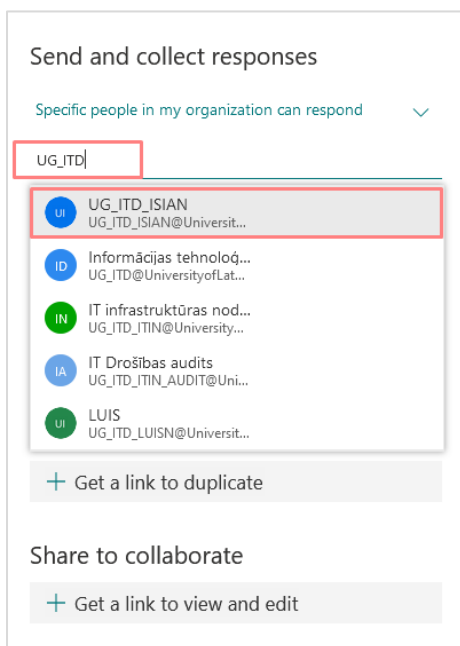 Send and collect responses
Specific people in my organization can respond
UG_ITD
UI
UG_ITD_ISIAN
UG_ITD_ISIAN@Universit...
ID
Informācijas tehnoloģ...
UG_ITD@UniversityofLat...
IN
IT infrastruktūras nod...
UG_ITD_ITIN@University...
IA
IT Drošības audits
UG_ITD_ITIN_AUDIT@Uni...
UI
LUIS
UG_ITD_LUISN@Universit...
+ Get a link to duplicate
Share to collaborate
+ Get a link to view and edit